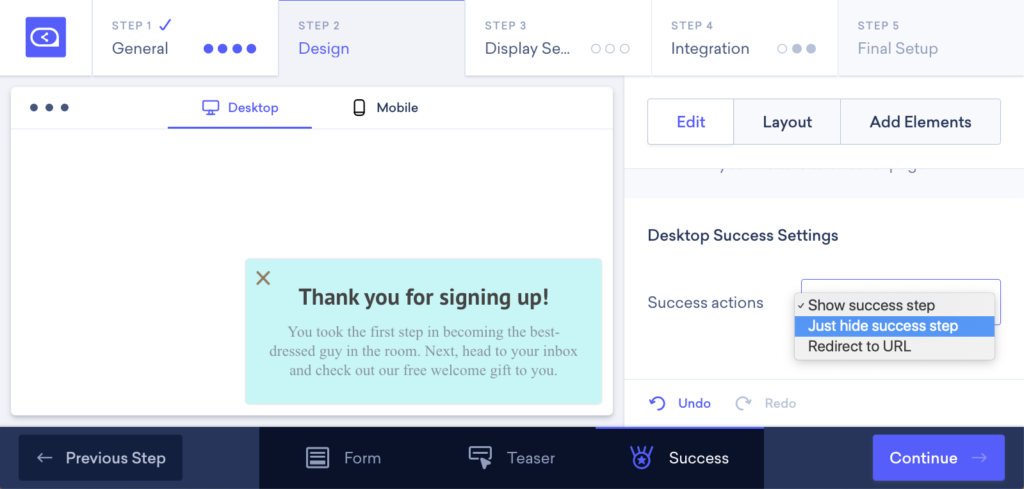 STEP 1
General
STEP 2
Design
STEP 3
Display Se...
STEP 4
Integration
STEP 5
Final Setup
Desktop
Mobile
Edit
Layout
Add Elements
Desktop Success Settings
Success actions
✓ Show success step
Just hide success step
Redirect to URL
Thank you for signing up!
You took the first step in becoming the best-
dressed guy in the room. Next, head to your inbox
and check out our free welcome gift to you.
Undo
Redo
Previous Step
Form
Teaser
Success
Continue